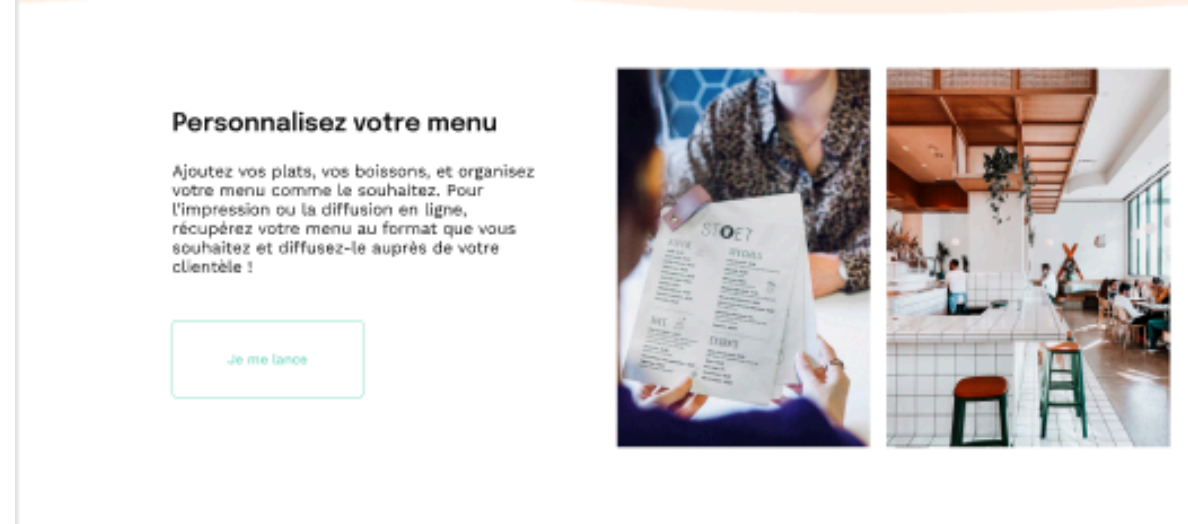 Personnalisez votre menu
Ajoutez vos plats, vos boissons, et organisez
votre menu comme le souhaitez. Pour
l'impression ou la diffusion en ligne,
récupérez votre menu au format que vous
souhaitez et diffusez-le auprès de votre
clientèle !
Je me lance